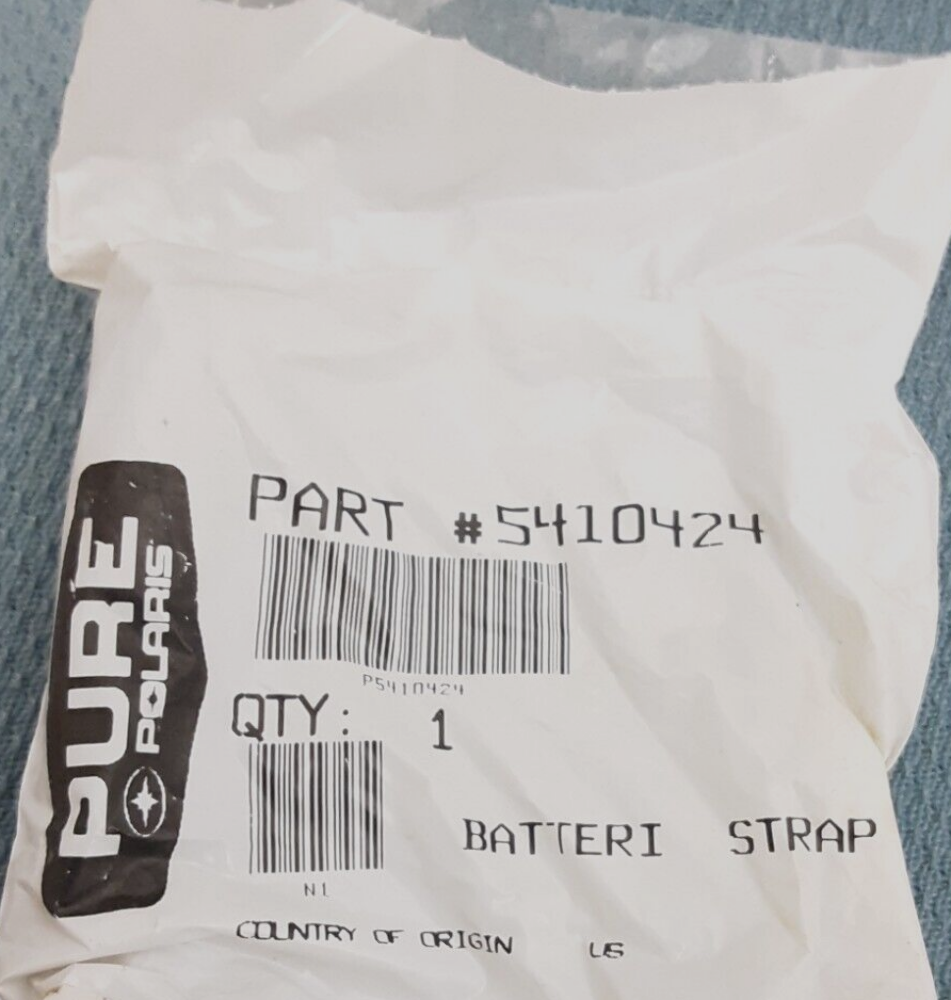 PURE
POLARIS
PART #5410424
P5410424
QTY: 1
N1
BATTERI STRAP
COUNTRY OF ORIGIN US